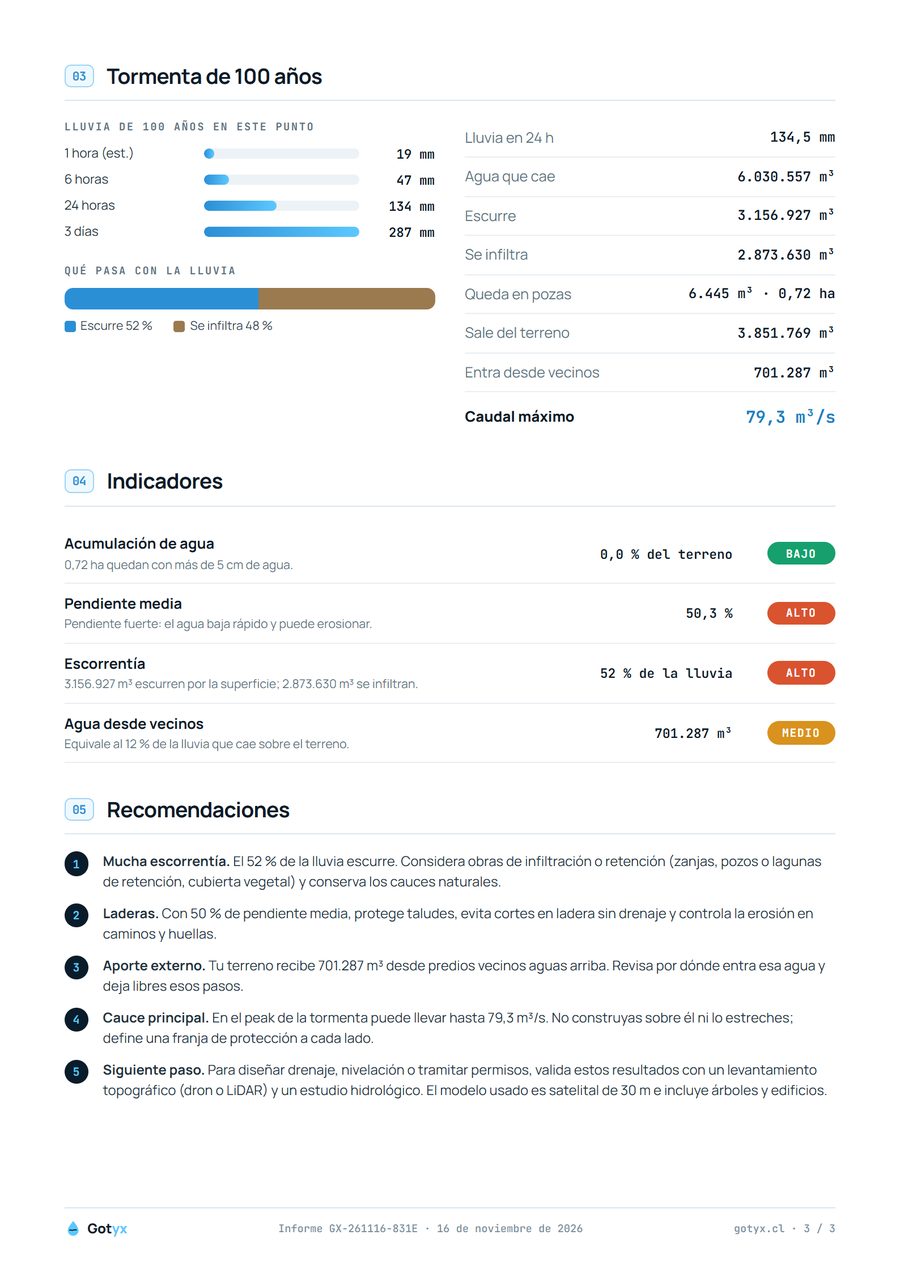 03 Tormenta de 100 años
LLUVIA DE 100 AÑOS EN ESTE PUNTO
1 hora (est.) 19 mm
6 horas 47 mm
24 horas 134 mm
3 días 287 mm
QUÉ PASA CON LA LLUVIA
Escurre 52 % Se infiltra 48 %
Lluvia en 24 h 134,5 mm
Agua que cae 6.030.557 m³
Escurre 3.156.927 m³
Se infiltra 2.873.630 m³
Queda en pozas 6.445 m³ · 0,72 ha
Sale del terreno 3.851.769 m³
Entra desde vecinos 701.287 m³
Caudal máximo 79,3 m³/s
04 Indicadores
Acumulación de agua 0,0 % del terreno BAJO
0,72 ha quedan con más de 5 cm de agua.
Pendiente media 50,3 % ALTO
Pendiente fuerte: el agua baja rápido y puede erosionar.
Escorrentía 52 % de la lluvia ALTO
3.156.927 m³ escurren por la superficie; 2.873.630 m³ se infiltran.
Agua desde vecinos 701.287 m³ MEDIO
Equivale al 12 % de la lluvia que cae sobre el terreno.
05 Recomendaciones
1 Mucha escorrentía. El 52 % de la lluvia escurre. Considera obras de infiltración o retención (zanjas, pozos o lagunas
de retención, cubierta vegetal) y conserva los cauces naturales.
2 Laderas. Con 50 % de pendiente media, protege taludes, evita cortes en ladera sin drenaje y controla la erosión en
caminos y huellas.
3 Aporte externo. Tu terreno recibe 701.287 m³ desde predios vecinos aguas arriba. Revisa por dónde entra esa agua y
deja libres esos pasos.
4 Cauce principal. En el peak de la tormenta puede llevar hasta 79,3 m³/s. No construyas sobre él ni lo estreches;
define una franja de protección a cada lado.
5 Siguiente paso. Para diseñar drenaje, nivelación o tramitar permisos, valida estos resultados con un levantamiento
topográfico (dron o LiDAR) y un estudio hidrológico. El modelo usado es satelital de 30 m e incluye árboles y edificios.
Gotyx Informe GX-261116-831E · 16 de noviembre de 2026 gotyx.cl · 3 / 3